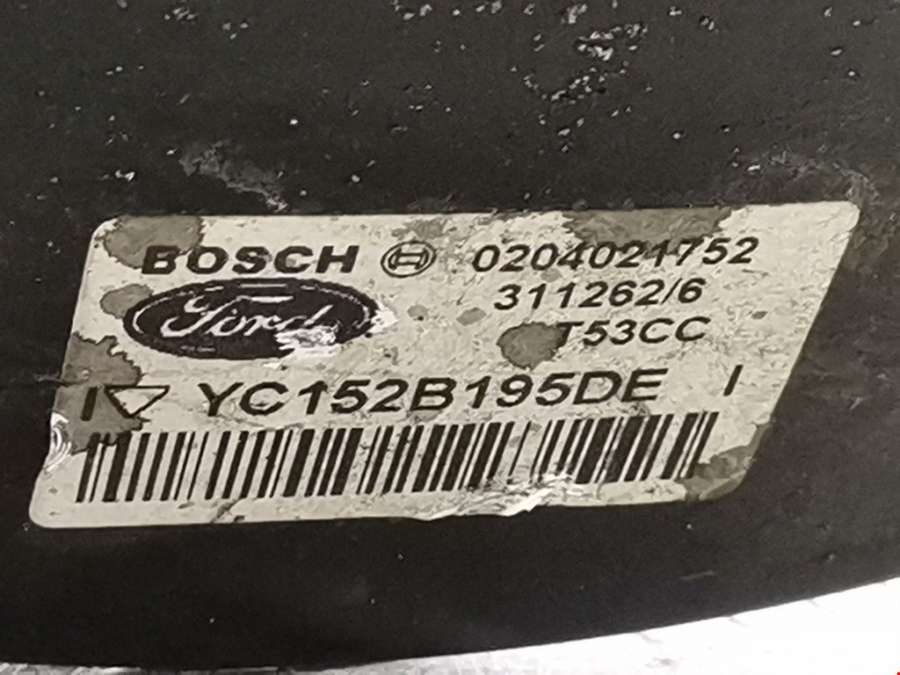 BOSCH 0204021752
311262/6
Ford
T53CC
YC152B195DE I